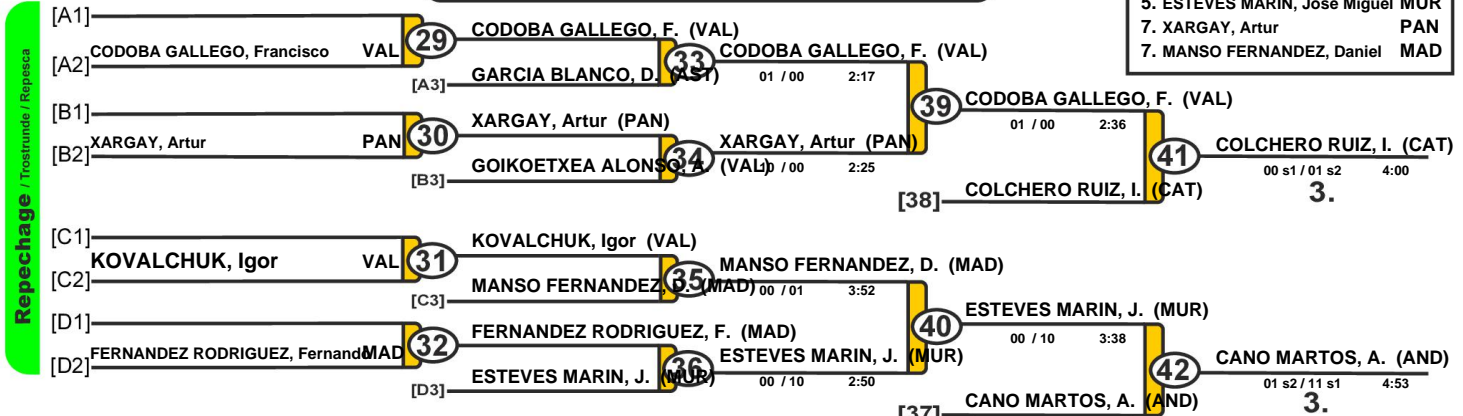 5. ESTEVES MARIN, Jose Miguel MUR
7. XARGAY, Artur PAN
7. MANSO FERNANDEZ, Daniel MAD
Repechage / Trostrunde / Repesca
[A1]
[A2] CODOBA GALLEGO, Francisco VAL
29
CODOBA GALLEGO, F. (VAL)
[A3] GARCIA BLANCO, D. (AST)
33
CODOBA GALLEGO, F. (VAL)
01 / 00 2:17
[B1]
[B2] XARGAY, Artur PAN
30
XARGAY, Artur (PAN)
[B3] GOIKOETXEA ALONSO, A. (VAL)
34
XARGAY, Artur (PAN)
/ 00 2:25
39
CODOBA GALLEGO, F. (VAL)
01 / 00 2:36
[38] COLCHERO RUIZ, I. (CAT)
41
COLCHERO RUIZ, I. (CAT)
00 s1 / 01 s2 4:00
3.
[C1]
[C2] KOVALCHUK, Igor VAL
31
KOVALCHUK, Igor (VAL)
[C3] MANSO FERNANDEZ, D. (MAD)
35
MANSO FERNANDEZ, D. (MAD)
00 / 01 3:52
[D1]
[D2] FERNANDEZ RODRIGUEZ, Fernando MAD
32
FERNANDEZ RODRIGUEZ, F. (MAD)
[D3] ESTEVES MARIN, J. (MUR)
36
ESTEVES MARIN, J. (MUR)
00 / 10 2:50
40
ESTEVES MARIN, J. (MUR)
00 / 10 3:38
[37] CANO MARTOS, A. (AND)
42
CANO MARTOS, A. (AND)
01 s2 / 11 s1 4:53
3.